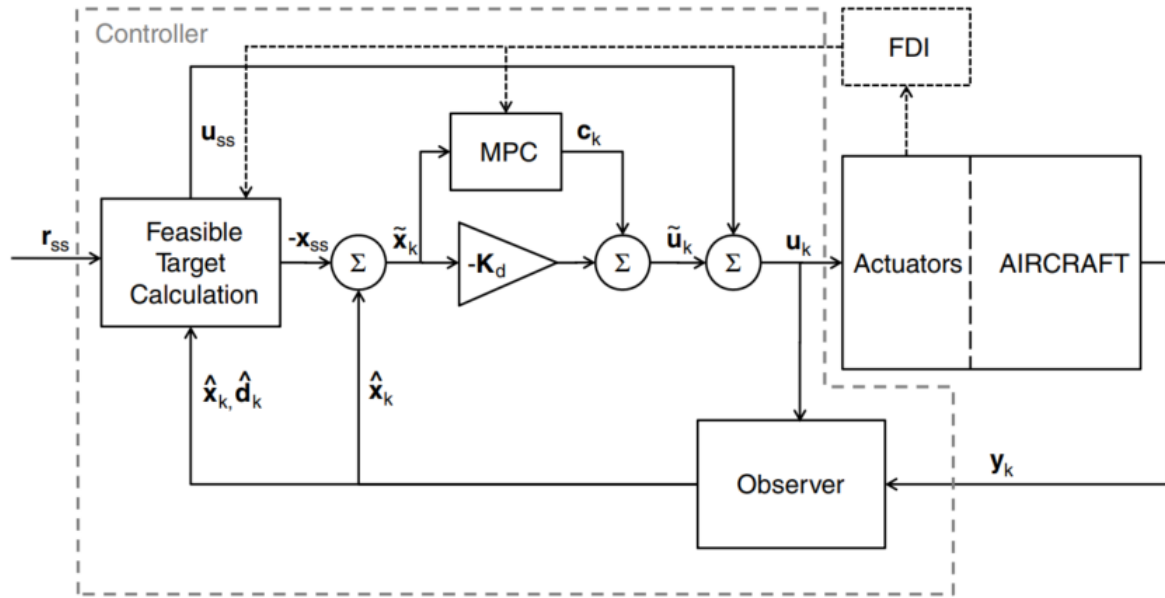 Controller
FDI
u_ss
MPC
c_k
r_ss
Feasible
Target
Calculation
-x_ss
Σ
x̃_k
-K_d
Σ
ũ_k
Σ
u_k
Actuators
AIRCRAFT
x̂_k, d̂_k
x̂_k
Observer
y_k